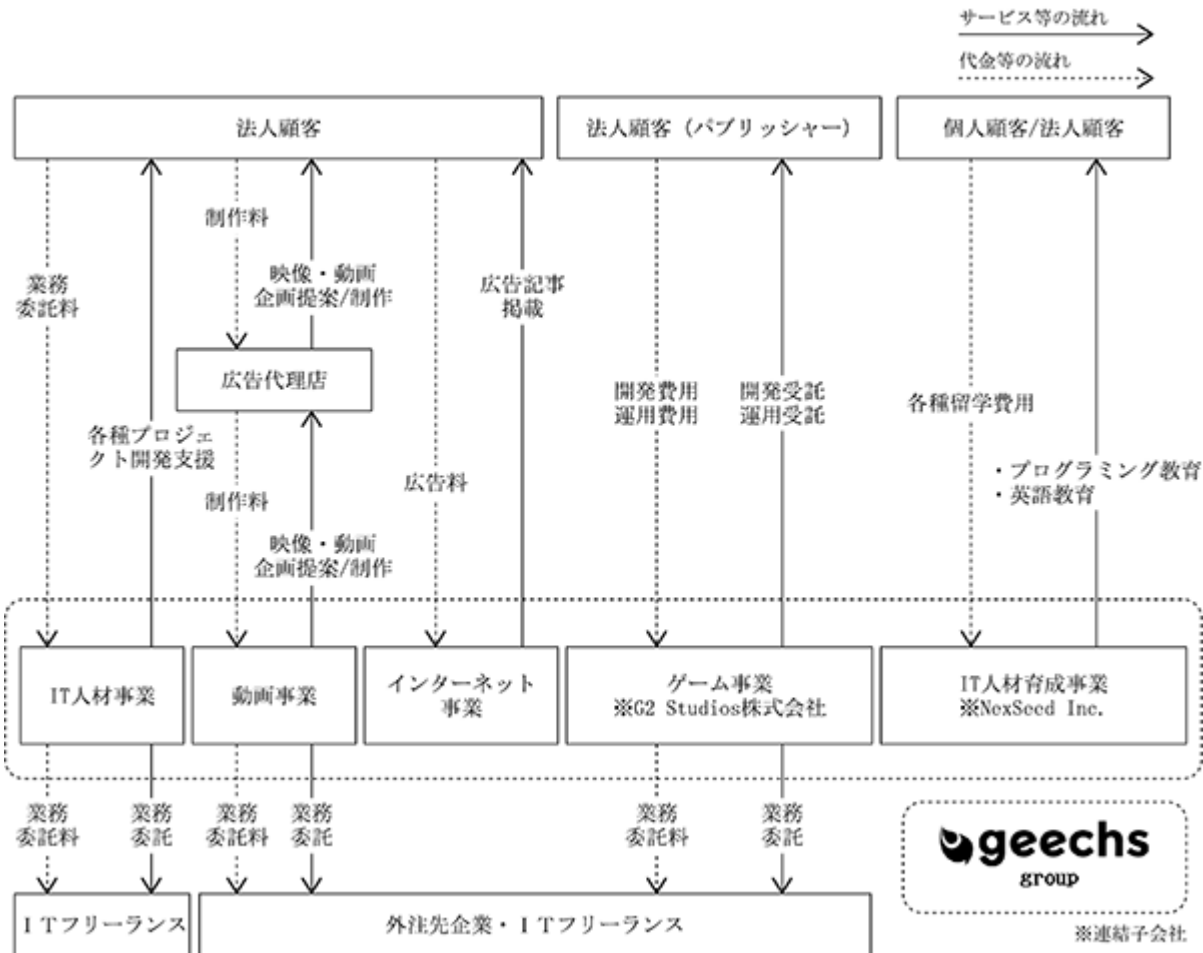 サービス等の流れ
代金等の流れ
法人顧客
法人顧客（パブリッシャー）
個人顧客/法人顧客
制作料
業務
委託料
映像・動画
企画提案/制作
広告記事
掲載
広告代理店
開発費用
運用費用
開発受託
運用受託
各種留学費用
各種プロジェ
クト開発支援
制作料
広告料
・プログラミング教育
・英語教育
映像・動画
企画提案/制作
IT人材事業
動画事業
インターネット
事業
ゲーム事業
※G2 Studios株式会社
IT人材育成事業
※NexSeed Inc.
業務
委託料
業務
委託
業務
委託料
業務
委託
業務
委託料
業務
委託
geechs
group
ＩＴフリーランス
外注先企業・ＩＴフリーランス
※連結子会社